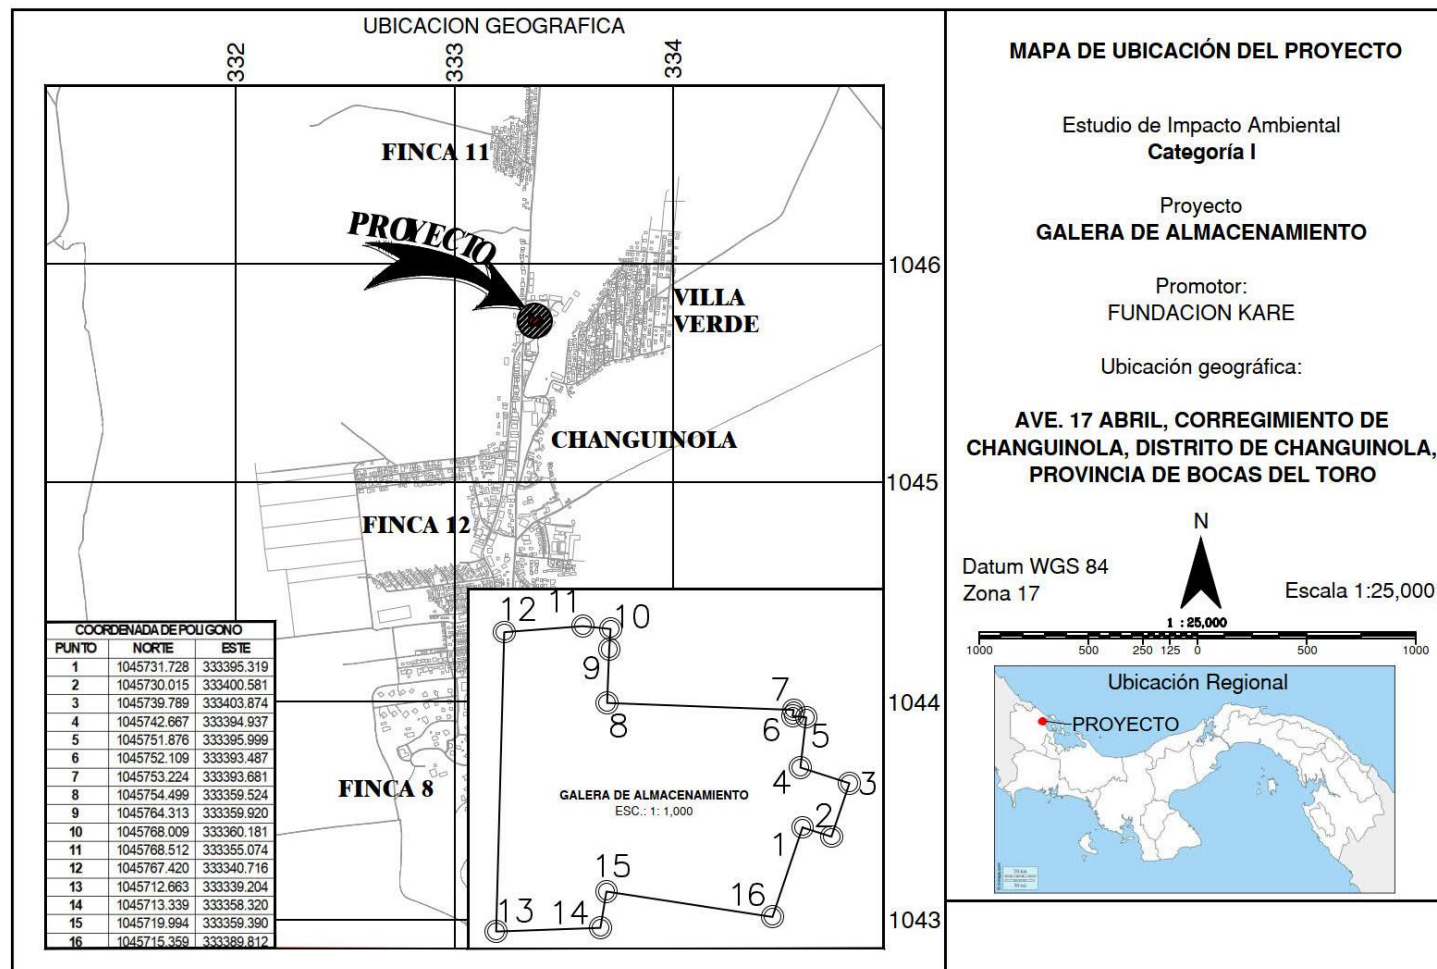 UBICACION GEOGRAFICA
332
333
334
FINCA 11
PROYECTO
1046
VILLA
VERDE
CHANGUINOLA
1045
FINCA 12
1044
FINCA 8
1043
COORDENADA DE POLIGONO
PUNTO NORTE ESTE
1 1045731.728 333395.319
2 1045730.015 333400.581
3 1045739.789 333403.874
4 1045742.667 333394.937
5 1045751.876 333395.999
6 1045752.109 333393.487
7 1045753.224 333393.681
8 1045754.499 333359.524
9 1045764.313 333359.920
10 1045768.009 333360.181
11 1045768.512 333355.074
12 1045767.420 333340.716
13 1045712.663 333339.204
14 1045713.339 333358.320
15 1045719.994 333359.390
16 1045715.359 333389.812
12
11
10
9
8
7
6
5
4
3
2
1
GALERA DE ALMACENAMIENTO
ESC.: 1: 1,000
15
16
14
13
MAPA DE UBICACIÓN DEL PROYECTO
Estudio de Impacto Ambiental
Categoría I
Proyecto
GALERA DE ALMACENAMIENTO
Promotor:
FUNDACION KARE
Ubicación geográfica:
AVE. 17 ABRIL, CORREGIMIENTO DE
CHANGUINOLA, DISTRITO DE CHANGUINOLA,
PROVINCIA DE BOCAS DEL TORO
N
Datum WGS 84
Zona 17
Escala 1:25,000
1 : 25,000
1000 500 250 125 0 500 1000
Ubicación Regional
PROYECTO